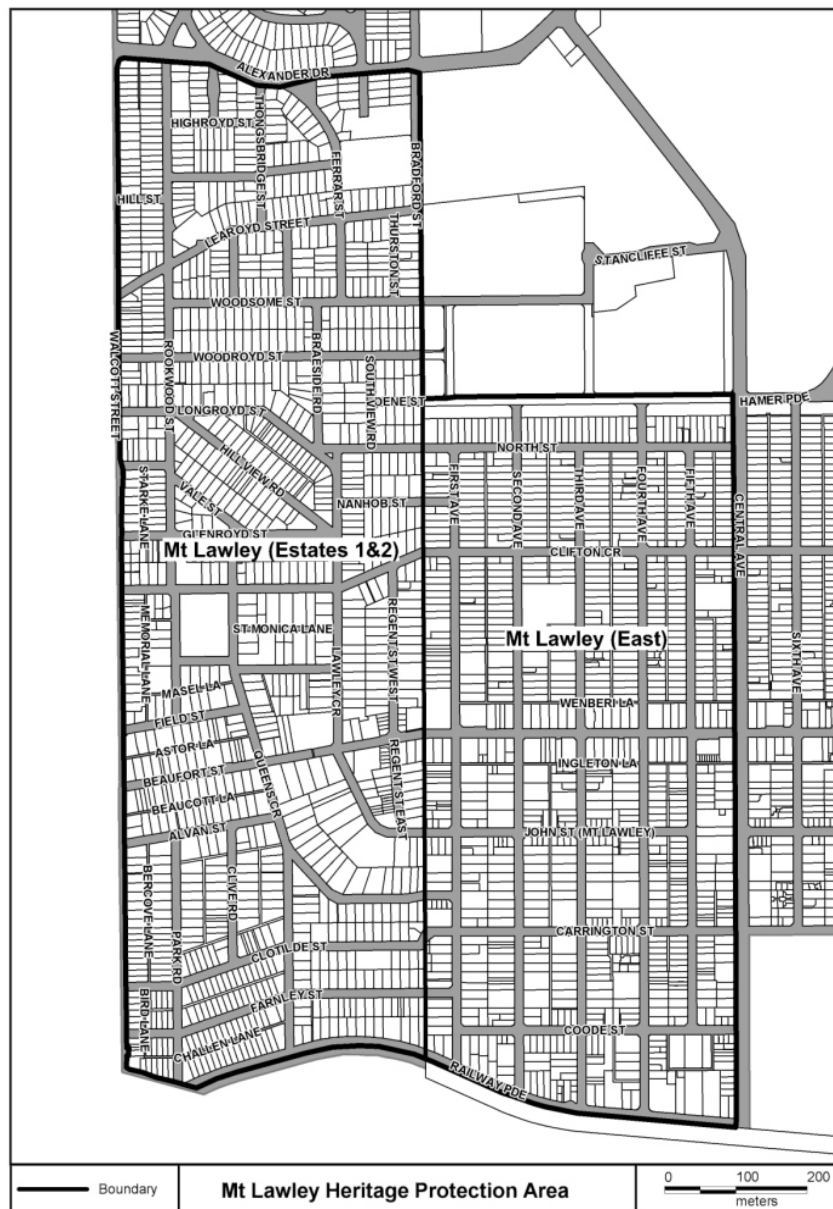 ALEXANDER DR
HIGHROYD ST
THONGSBRIDGE ST
FERRAR ST
BRADFORD ST
HILL ST
LEAROYD STREET
THURSTON ST
STANCLIFFE ST
WOODSOME ST
WALCOTT STREET
ROOKWOOD ST
WOODROYD ST
BRAESIDE RD
SOUTH VIEW RD
DENE ST
HAMER PDE
LONGROYD ST
HILL VIEW RD
NORTH ST
STARKE LANE
VALE ST
NANHOB ST
FIRST AVE
SECOND AVE
THIRD AVE
FOURTH AVE
FIFTH AVE
CENTRAL AVE
GLENROYD ST
Mt Lawley (Estates 1&2)
CLIFTON CR
MEMORIAL LANE
ST MONICA LANE
LAWLEY CR
REGENT ST WEST
Mt Lawley (East)
SIXTH AVE
MASEL LA
FIELD ST
WENBERI LA
ASTOR LA
QUEENS CR
REGENT ST EAST
INGLETON LA
BEAUFORT ST
BEAUCOTT LA
ALVAN ST
JOHN ST (MT LAWLEY)
BERCOVE LANE
PARK RD
CLIVE RD
CARRINGTON ST
CLOTILDE ST
BIRD LANE
FARNLEY ST
CHALLEN LANE
COODE ST
RAILWAY PDE
Boundary
Mt Lawley Heritage Protection Area
0 100 200
meters